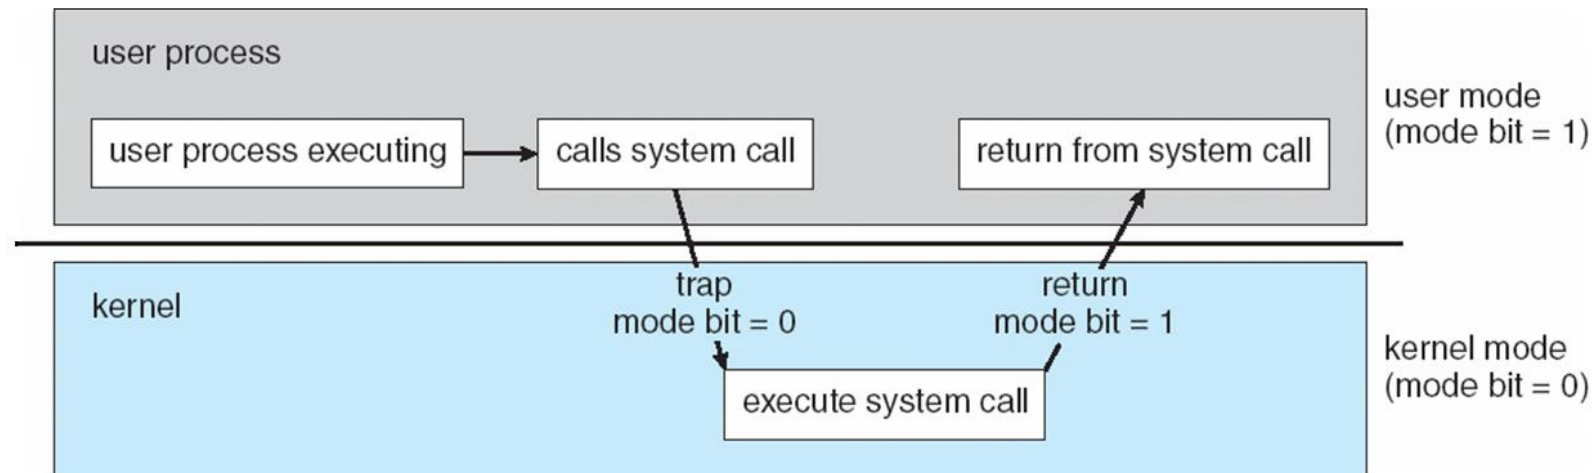 user process
user process executing
calls system call
return from system call
user mode
(mode bit = 1)
trap
mode bit = 0
return
mode bit = 1
kernel
execute system call
kernel mode
(mode bit = 0)